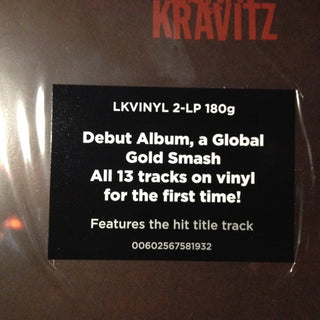 KRAVITZ
LKVINYL 2-LP 180g
Debut Album, a Global
Gold Smash
All 13 tracks on vinyl
for the first time!
Features the hit title track
00602567581932